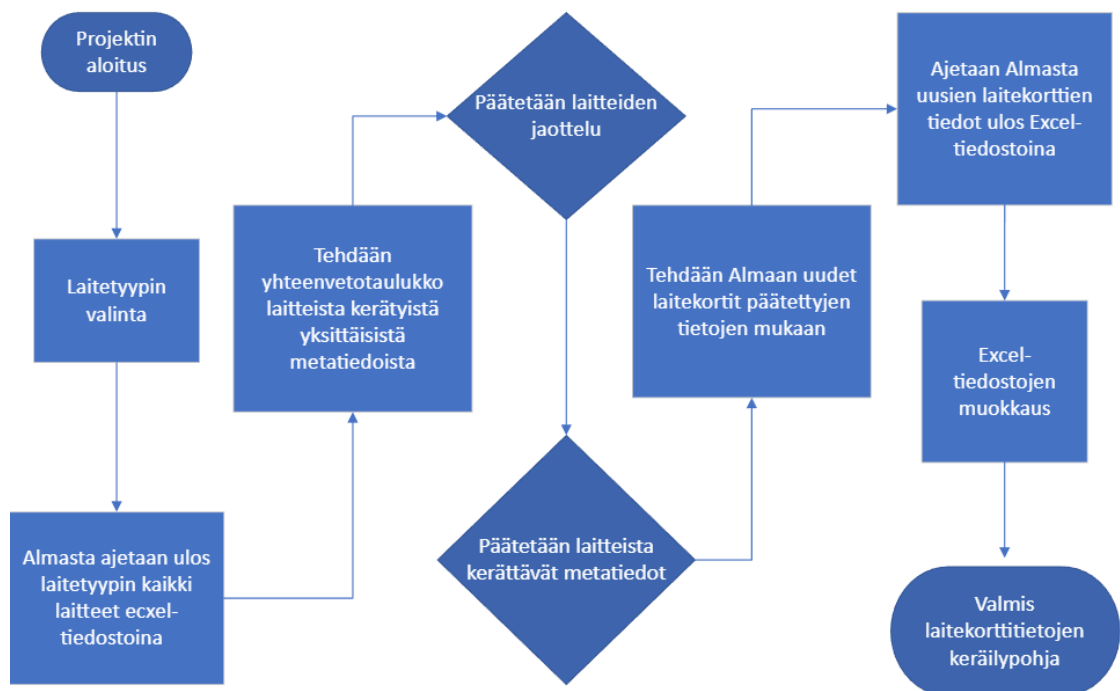 Projektin
aloitus
Laitetyypin
valinta
Almasta ajetaan ulos
laitetyypin kaikki
laitteet ecxel-
tiedostoina
Tehdään
yhteenvetotaulukko
laitteista kerätyistä
yksittäisistä
metatiedoista
Päätetään laitteiden
jaottelu
Päätetään laitteista
kerättävät metatiedot
Tehdään Almaan uudet
laitekortit päätettyjen
tietojen mukaan
Ajetaan Almasta
uusien laitekorttien
tiedot ulos Excel-
tiedostoina
Excel-
tiedostojen
muokkaus
Valmis
laitekorttitietojen
keräilypohja